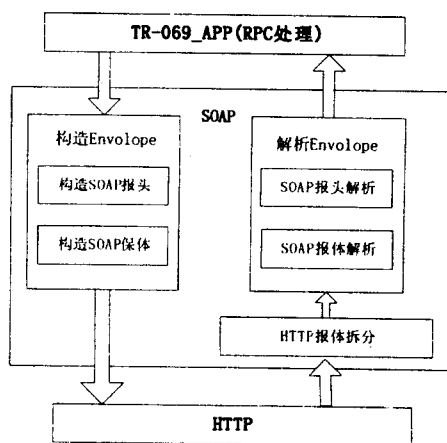 TR-069_APP(RPC处理)
SOAP
构造Envolope
构造SOAP报头
构造SOAP保体
解析Envolope
SOAP报头解析
SOAP报体解析
HTTP报体拆分
HTTP